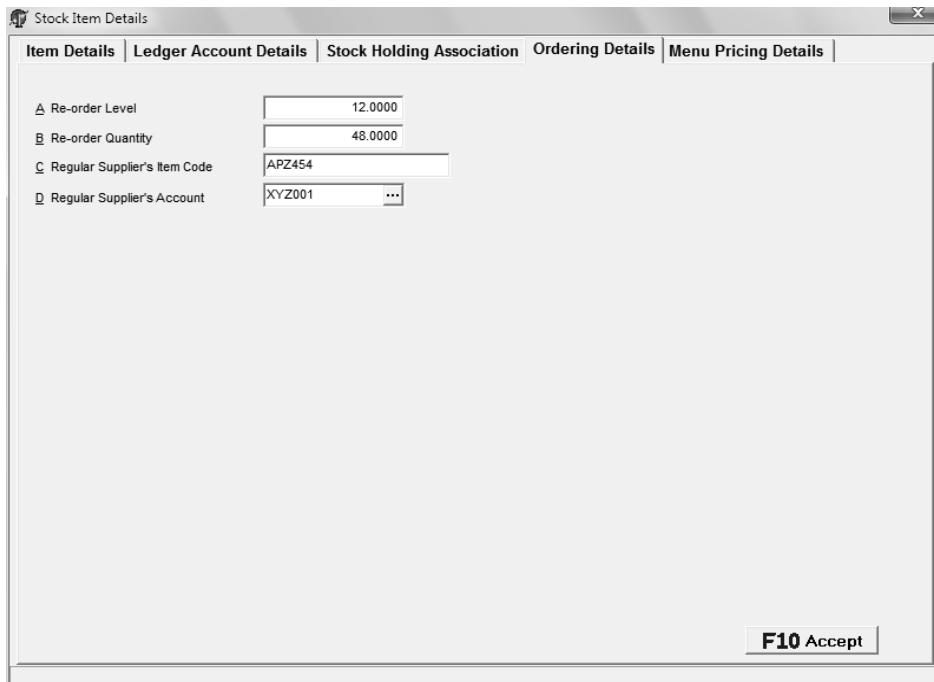 Stock Item Details
x
Item Details Ledger Account Details Stock Holding Association Ordering Details Menu Pricing Details
A Re-order Level 12.0000
B Re-order Quantity 48.0000
C Regular Supplier's Item Code APZ454
D Regular Supplier's Account XYZ001 ...
F10 Accept